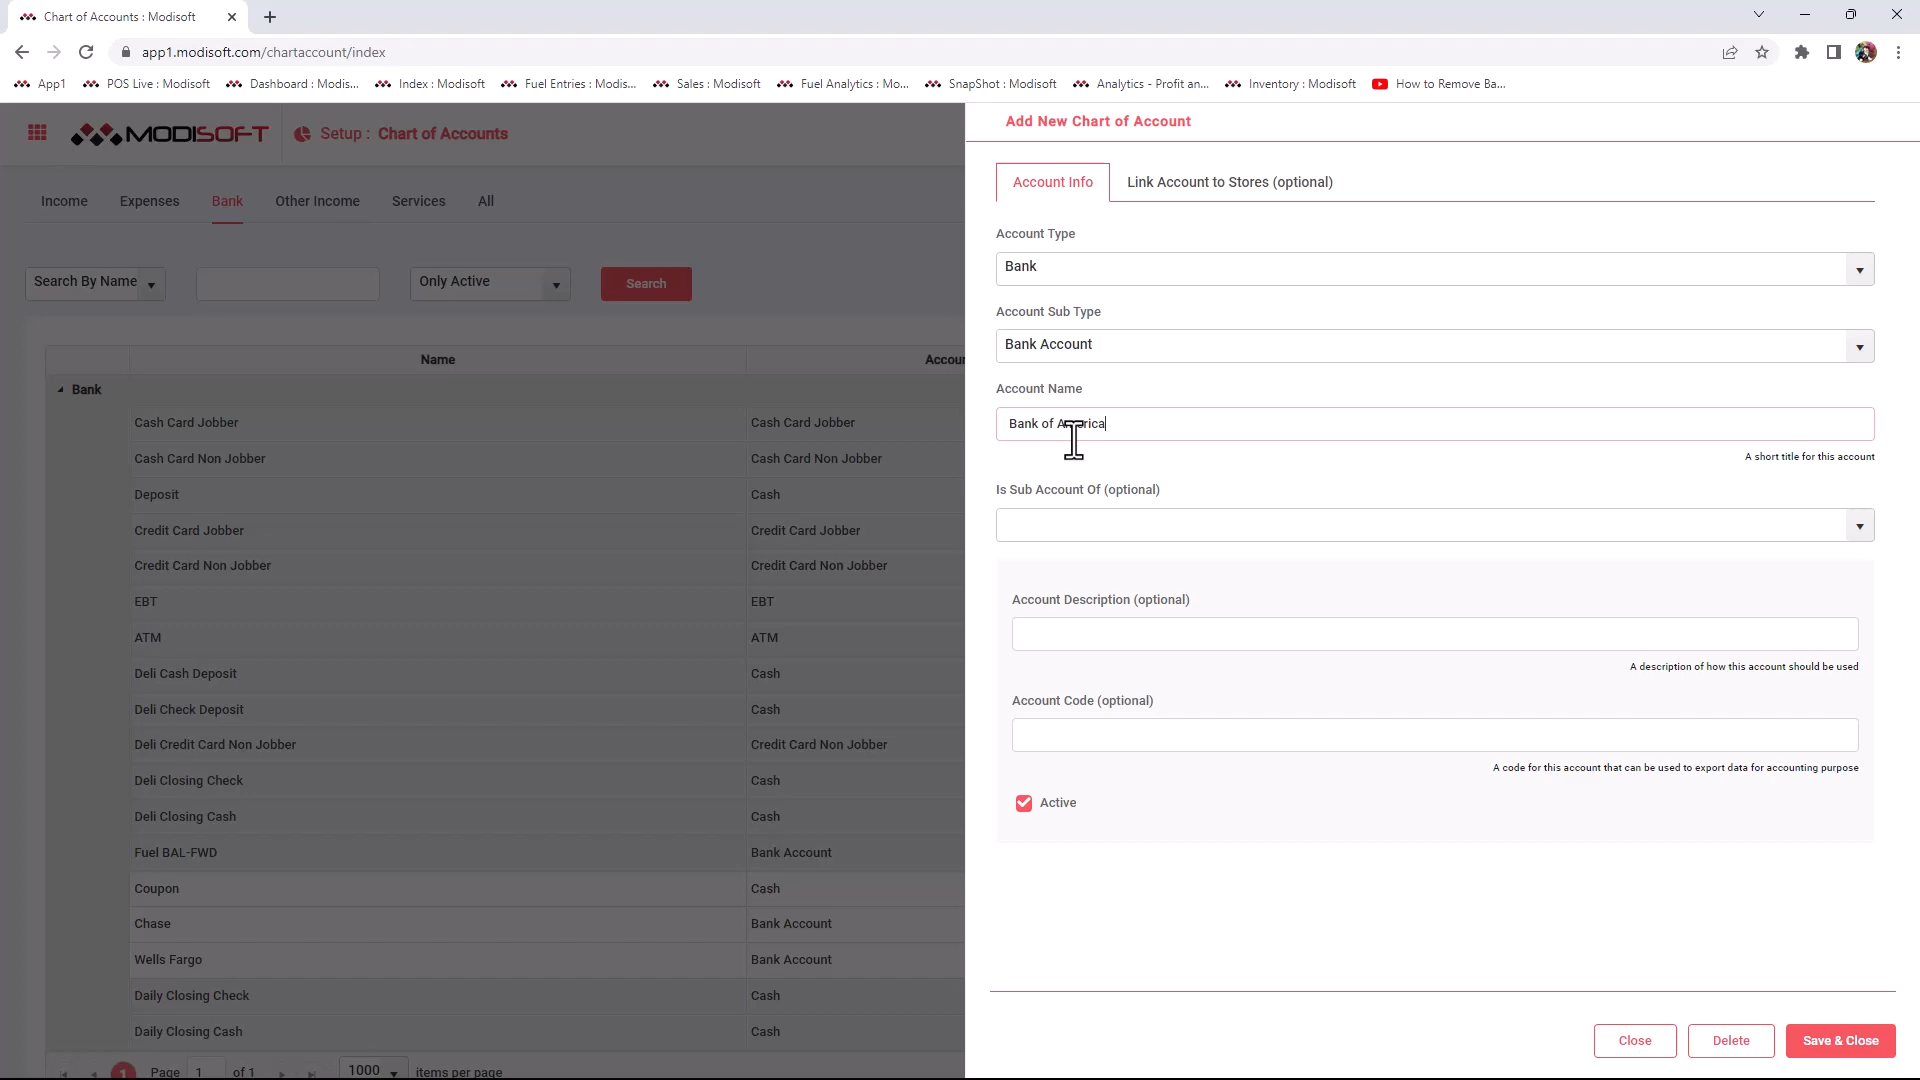 Chart of Accounts : Modisoft
app1.modisoft.com/chartaccount/index
App1 POS Live : Modisoft Dashboard : Modis... Index : Modisoft Fuel Entries : Modis... Sales : Modisoft Fuel Analytics : Mo... SnapShot : Modisoft Analytics - Profit an... Inventory : Modisoft How to Remove Ba...
MODISOFT Setup : Chart of Accounts
Income Expenses Bank Other Income Services All
Search By Name Only Active Search
Name Accoun
Bank
Cash Card Jobber Cash Card Jobber
Cash Card Non Jobber Cash Card Non Jobber
Deposit Cash
Credit Card Jobber Credit Card Jobber
Credit Card Non Jobber Credit Card Non Jobber
EBT EBT
ATM ATM
Deli Cash Deposit Cash
Deli Check Deposit Cash
Deli Credit Card Non Jobber Credit Card Non Jobber
Deli Closing Check Cash
Deli Closing Cash Cash
Fuel BAL-FWD Bank Account
Coupon Cash
Chase Bank Account
Wells Fargo Bank Account
Daily Closing Check Cash
Daily Closing Cash Cash
1 Page 1 of 1 1000 items per page
Add New Chart of Account
Account Info Link Account to Stores (optional)
Account Type
Bank
Account Sub Type
Bank Account
Account Name
Bank of America
A short title for this account
Is Sub Account Of (optional)
Account Description (optional)
A description of how this account should be used
Account Code (optional)
A code for this account that can be used to export data for accounting purpose
Active
Close Delete Save & Close